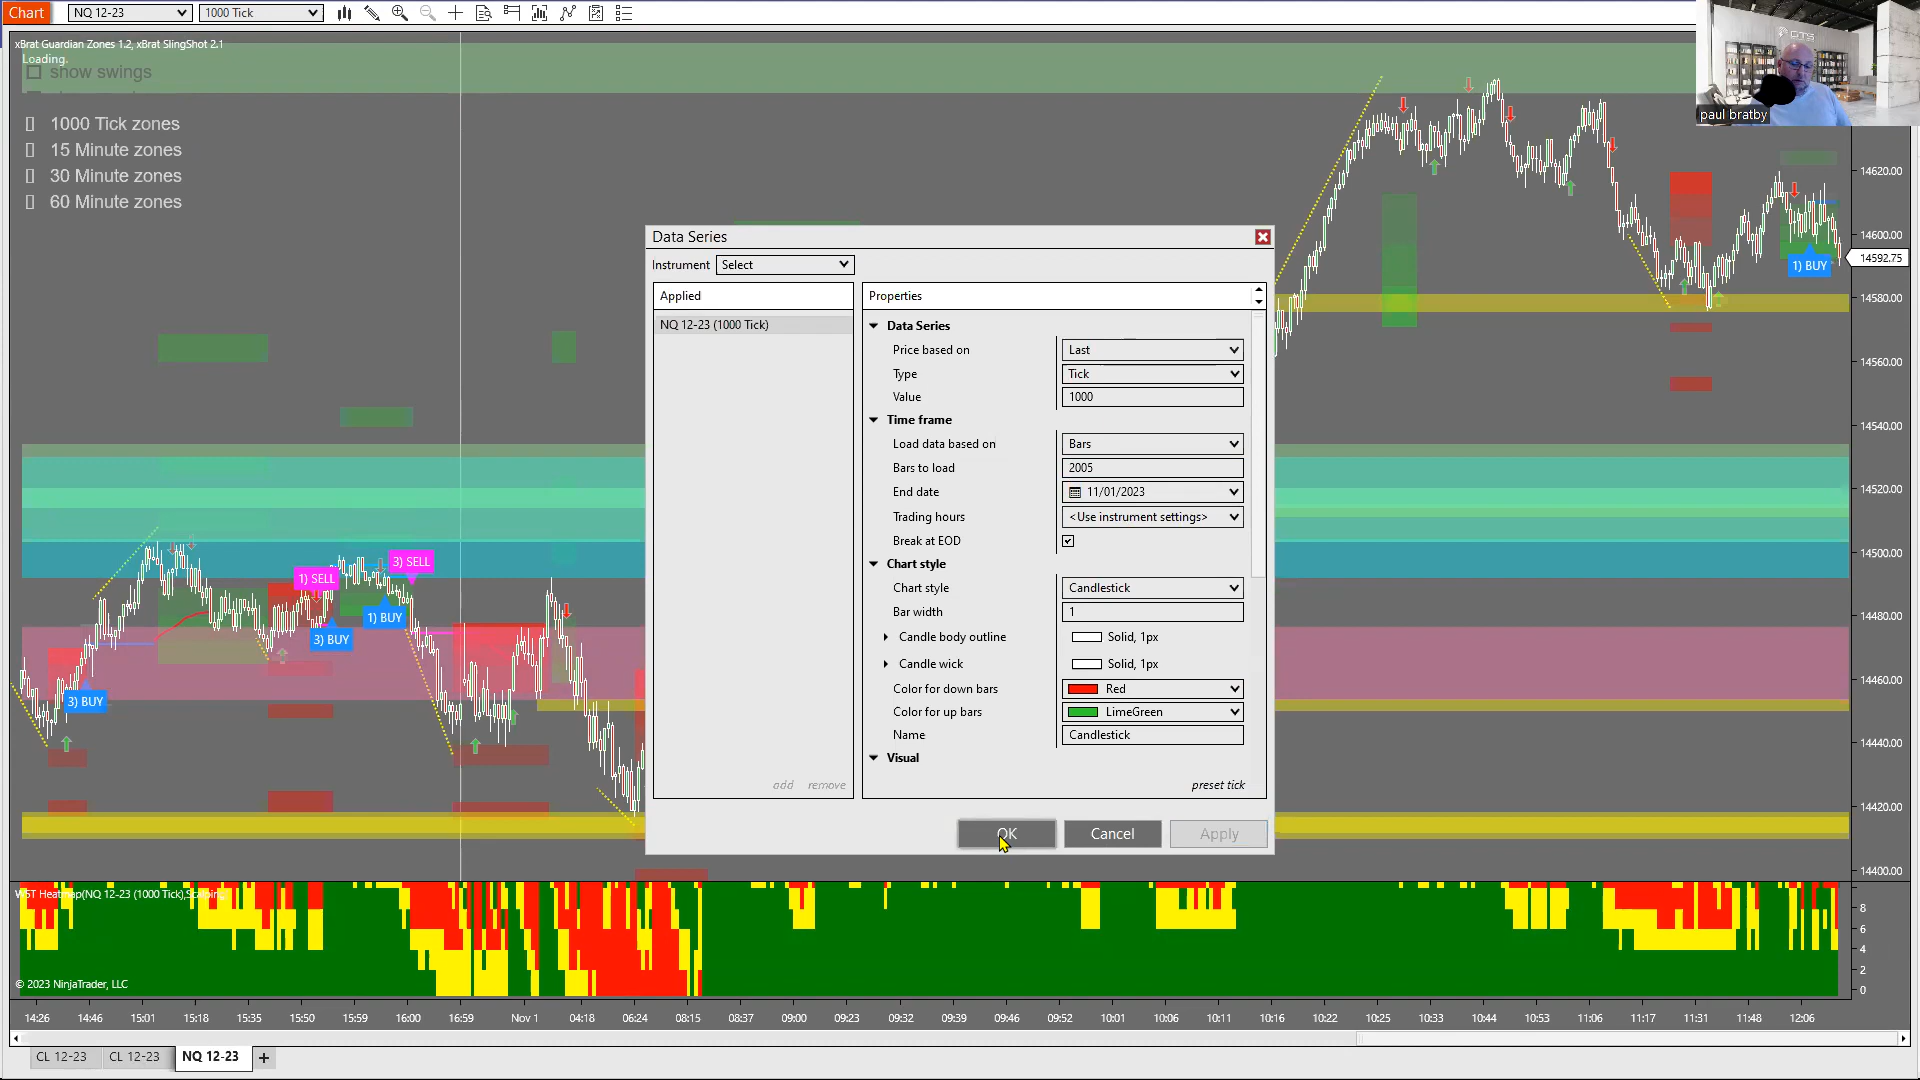 Chart NQ 12-23 1000 Tick
xBrat Guardian Zones 1.2, xBrat SlingShot 2.1
Loading.
show swings
1000 Tick zones
15 Minute zones
30 Minute zones
60 Minute zones
paul bratby
Data Series
Instrument Select
Applied
NQ 12-23 (1000 Tick)
add remove
Properties
Data Series
Price based on Last
Type Tick
Value 1000
Time frame
Load data based on Bars
Bars to load 2005
End date 11/01/2023
Trading hours <Use instrument settings>
Break at EOD
Chart style
Chart style Candlestick
Bar width 1
Candle body outline Solid, 1px
Candle wick Solid, 1px
Color for down bars Red
Color for up bars LimeGreen
Name Candlestick
Visual
preset tick
OK Cancel Apply
3) BUY
1) SELL
3) BUY
1) BUY
3) SELL
1) BUY
14620.00
14600.00
14592.75
14580.00
14560.00
14540.00
14520.00
14500.00
14480.00
14460.00
14440.00
14420.00
14400.00
WST Heatmap(NQ 12-23 (1000 Tick),Scalping)
8
6
4
2
0
© 2023 NinjaTrader, LLC
14:26 14:46 15:01 15:18 15:35 15:50 15:59 16:00 16:59 Nov 1 04:18 06:24 08:15 08:37 09:00 09:23 09:32 09:39 09:46 09:52 10:01 10:06 10:11 10:16 10:22 10:25 10:44 10:53 11:06 11:17 11:31 11:48 12:06
CL 12-23 CL 12-23 NQ 12-23 +